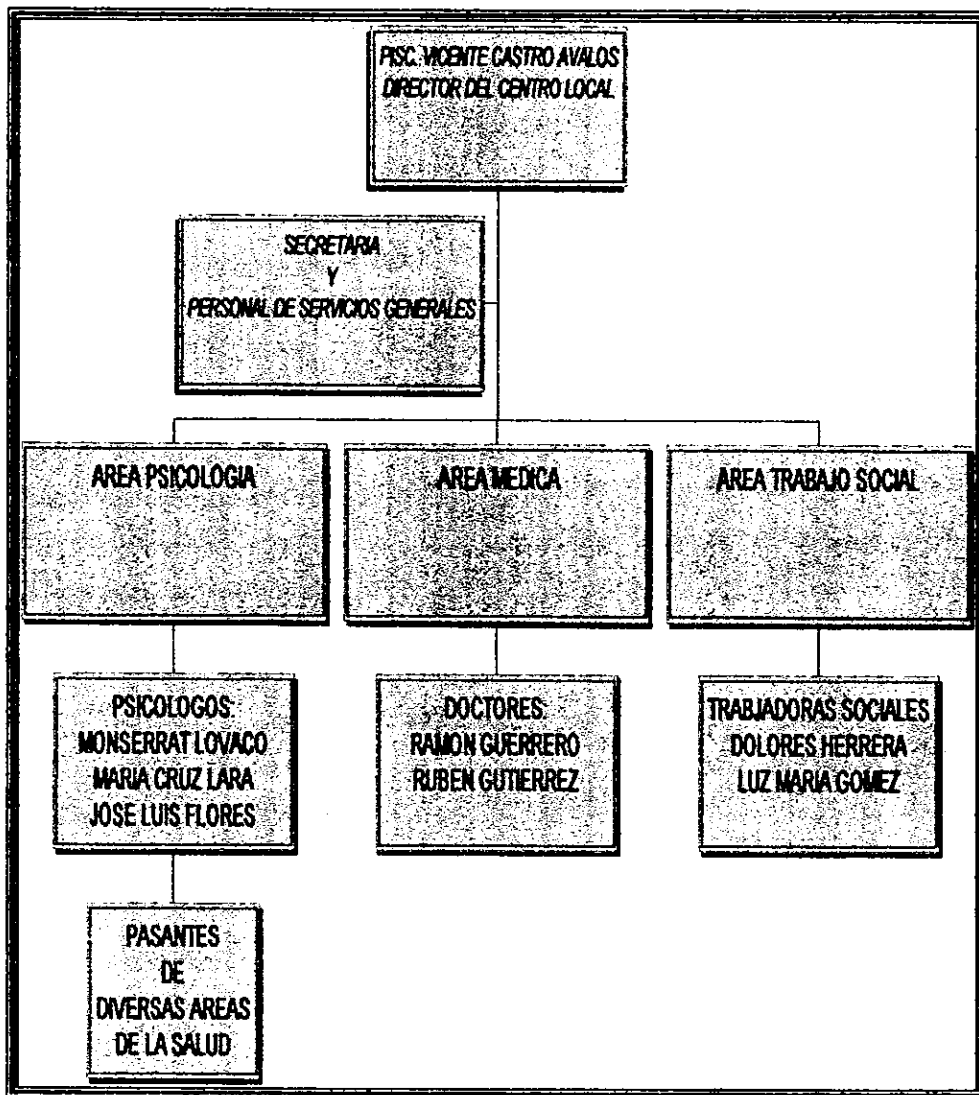 PISC. VICENTE CASTRO AVALOS
DIRECTOR DEL CENTRO LOCAL
SECRETARIA
Y
PERSONAL DE SERVICIOS GENERALES
AREA PSICOLOGIA
AREA MEDICA
AREA TRABAJO SOCIAL
PSICOLOGOS:
MONSERRAT LOVACO
MARIA CRUZ LARA
JOSE LUIS FLORES
DOCTORES:
RAMON GUERRERO
RUBEN GUTIERREZ
TRABJADORAS SOCIALES
DOLORES HERRERA
LUZ MARIA GOMEZ
PASANTES
DE
DIVERSAS AREAS
DE LA SALUD